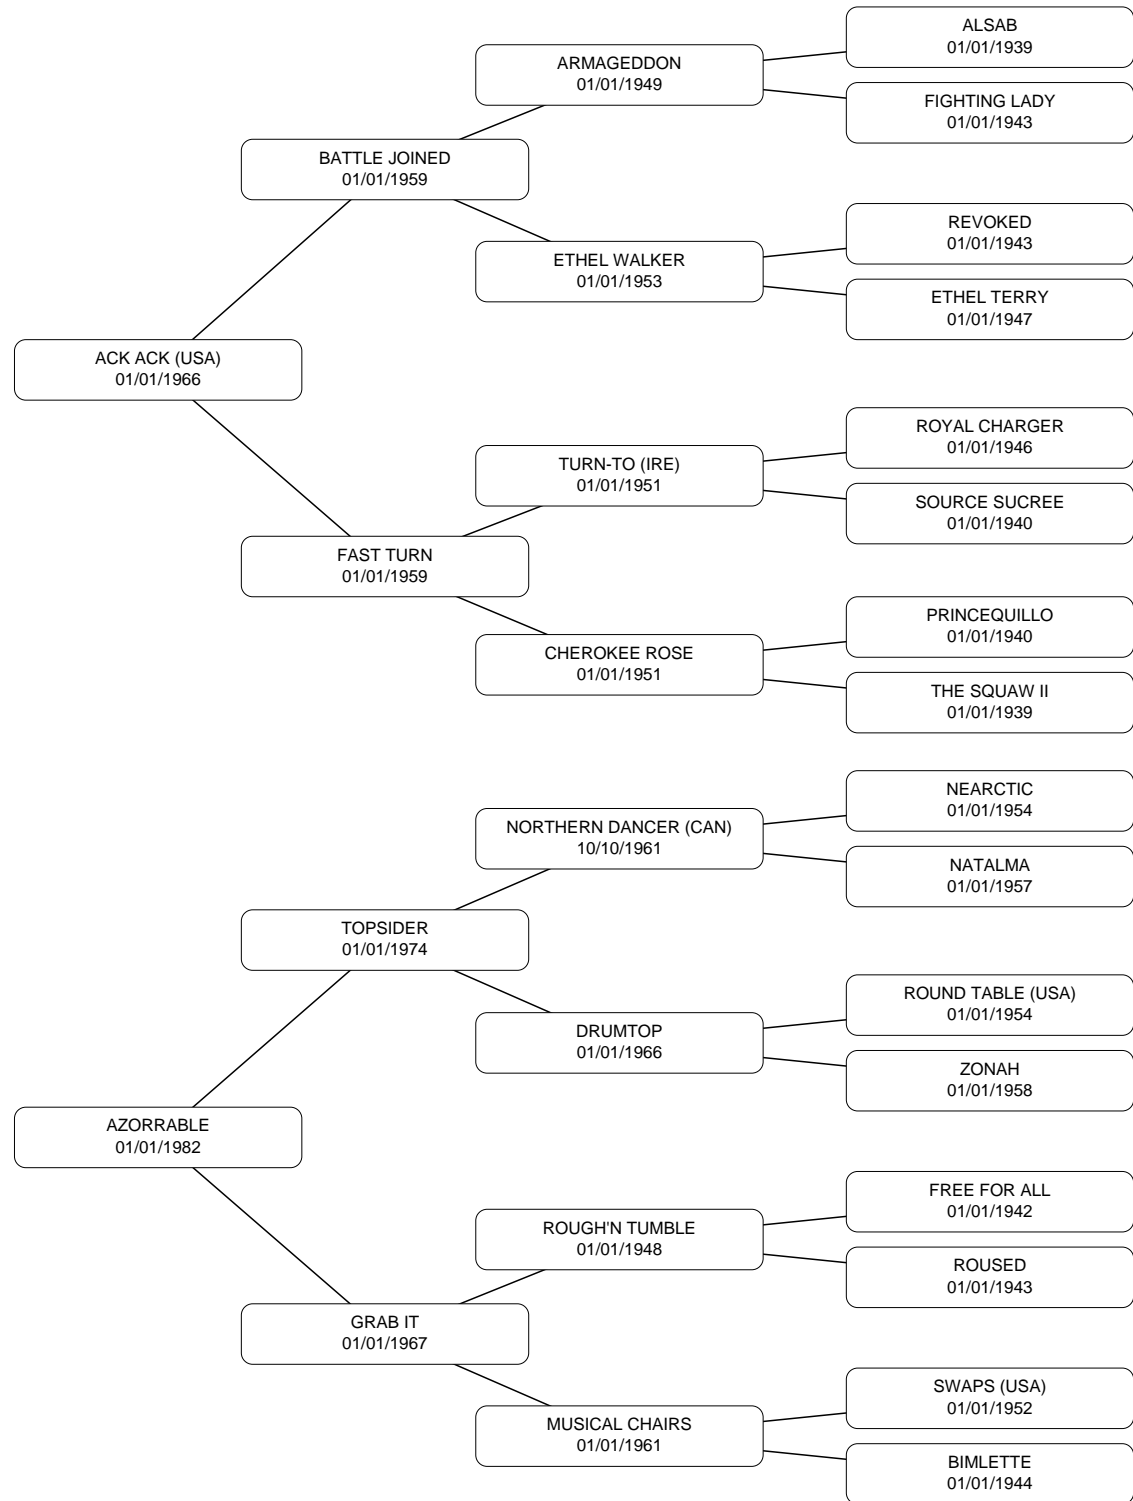 ALSAB
01/01/1939
ARMAGEDDON
01/01/1949
FIGHTING LADY
01/01/1943
BATTLE JOINED
01/01/1959
REVOKED
01/01/1943
ETHEL WALKER
01/01/1953
ETHEL TERRY
01/01/1947
ACK ACK (USA)
01/01/1966
ROYAL CHARGER
01/01/1946
TURN-TO (IRE)
01/01/1951
SOURCE SUCREE
01/01/1940
FAST TURN
01/01/1959
PRINCEQUILLO
01/01/1940
CHEROKEE ROSE
01/01/1951
THE SQUAW II
01/01/1939
NEARCTIC
01/01/1954
NORTHERN DANCER (CAN)
10/10/1961
NATALMA
01/01/1957
TOPSIDER
01/01/1974
ROUND TABLE (USA)
01/01/1954
DRUMTOP
01/01/1966
ZONAH
01/01/1958
AZORRABLE
01/01/1982
FREE FOR ALL
01/01/1942
ROUGH'N TUMBLE
01/01/1948
ROUSED
01/01/1943
GRAB IT
01/01/1967
SWAPS (USA)
01/01/1952
MUSICAL CHAIRS
01/01/1961
BIMLETTE
01/01/1944